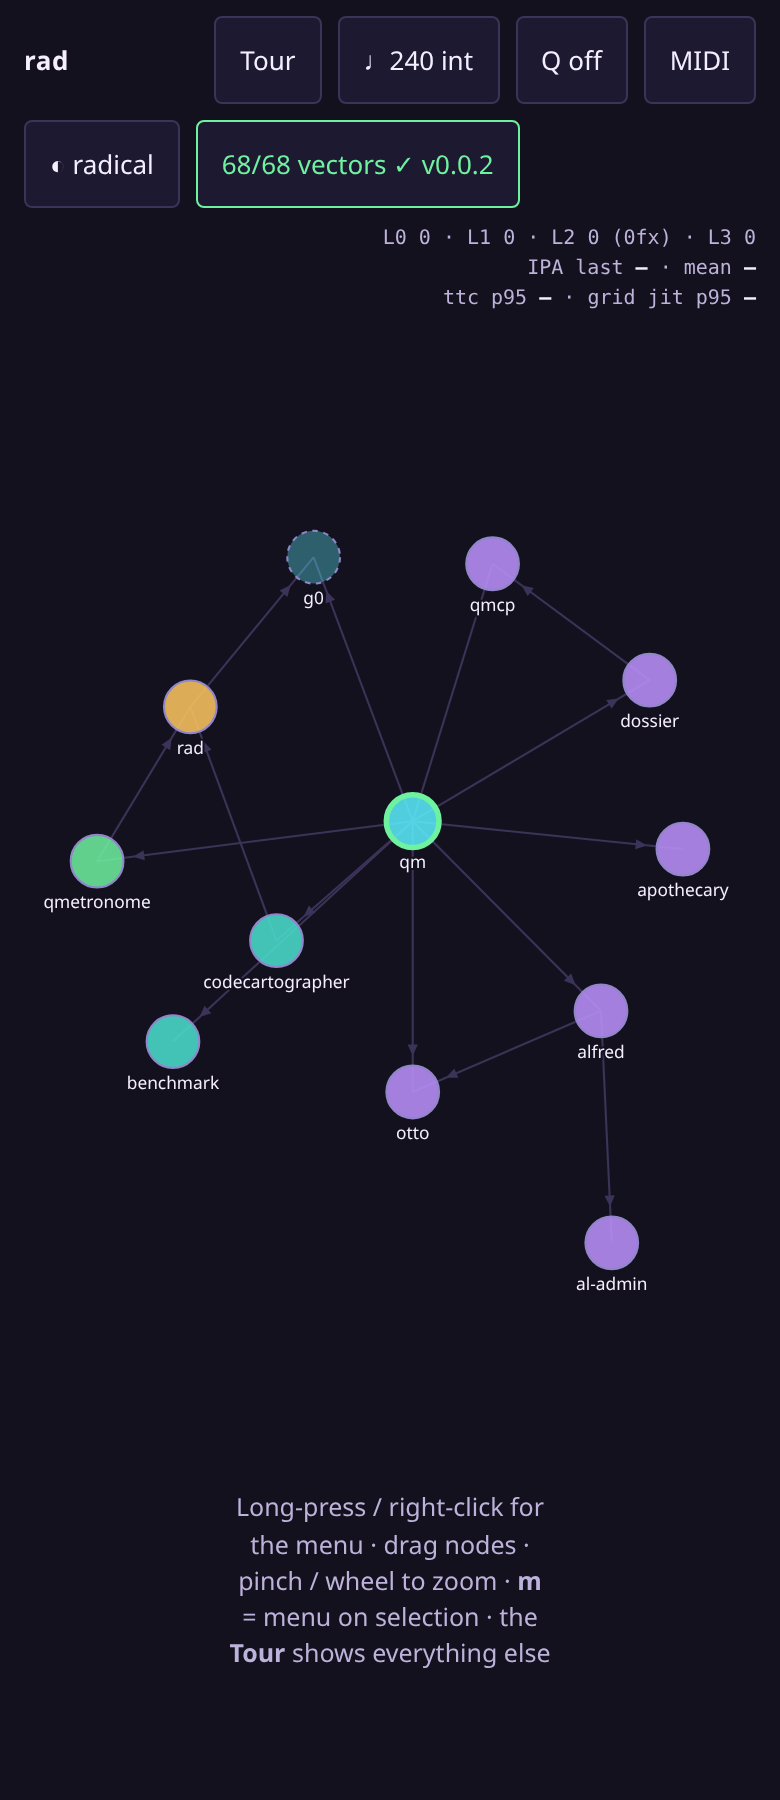 rad
Tour
♩ 240 int
Q off
MIDI
◐ radical
68/68 vectors ✓ v0.0.2
L0 0 · L1 0 · L2 0 (0fx) · L3 0
IPA last — · mean —
ttc p95 — · grid jit p95 —
g0
qmcp
dossier
rad
qm
apothecary
qmetronome
codecartographer
alfred
benchmark
otto
al-admin
Long-press / right-click for
the menu · drag nodes ·
pinch / wheel to zoom · m
= menu on selection · the
Tour shows everything else